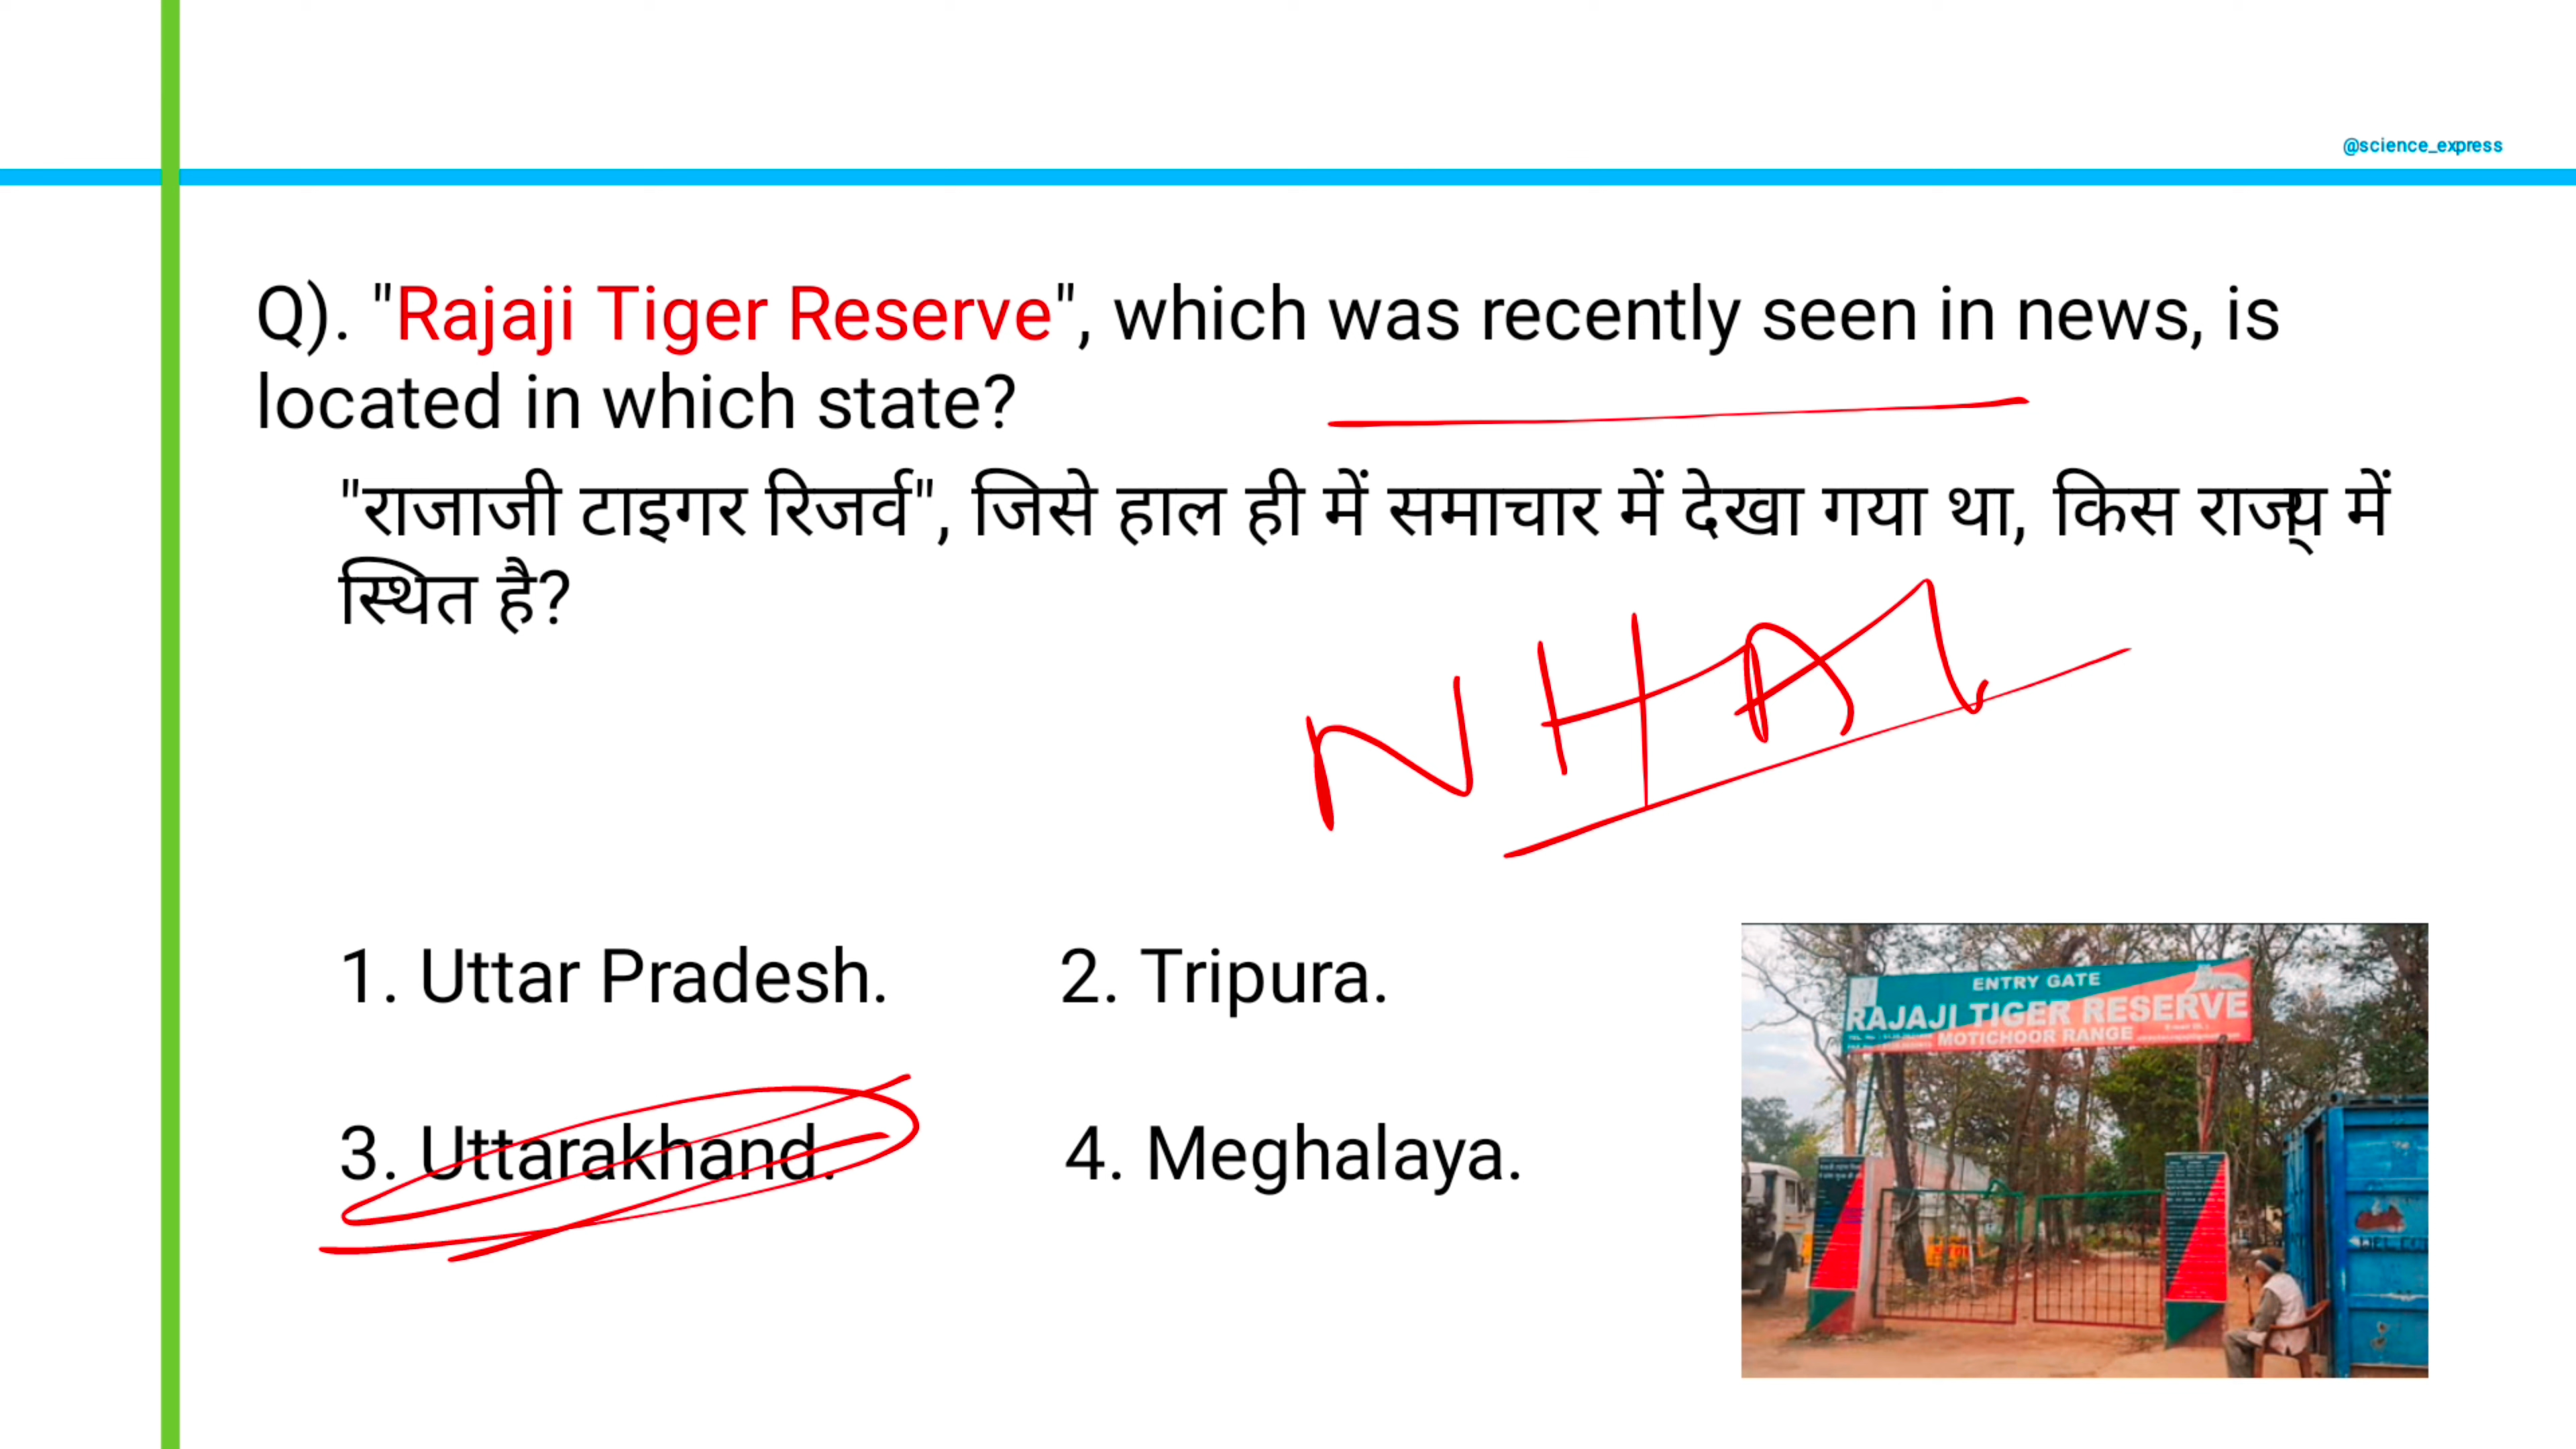 @science_express
Q). "Rajaji Tiger Reserve", which was recently seen in news, is
located in which state?
"राजाजी टाइगर रिजर्व", जिसे हाल ही में समाचार में देखा गया था, किस राज्य में
स्थित है?
NHAI
1. Uttar Pradesh.
2. Tripura.
3. Uttarakhand.
4. Meghalaya.
ENTRY GATE
RAJAJI TIGER RESERVE
MOTICHOOR RANGE